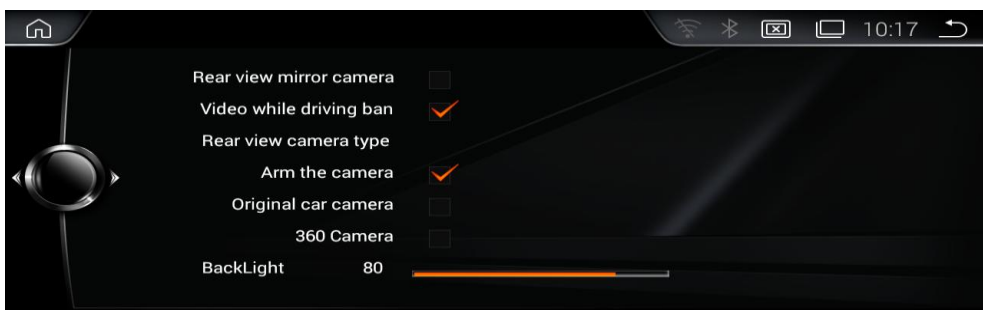 10:17
Rear view mirror camera
Video while driving ban
Rear view camera type
Arm the camera
Original car camera
360 Camera
BackLight 80